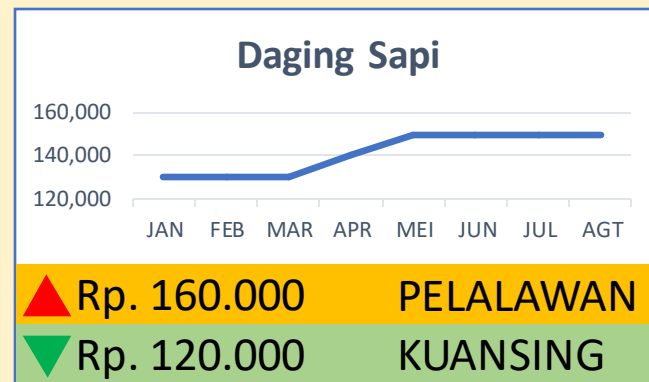 Daging Sapi
160,000
140,000
120,000
JAN FEB MAR APR MEI JUN JUL AGT
Rp. 160.000 PELALAWAN
Rp. 120.000 KUANSING